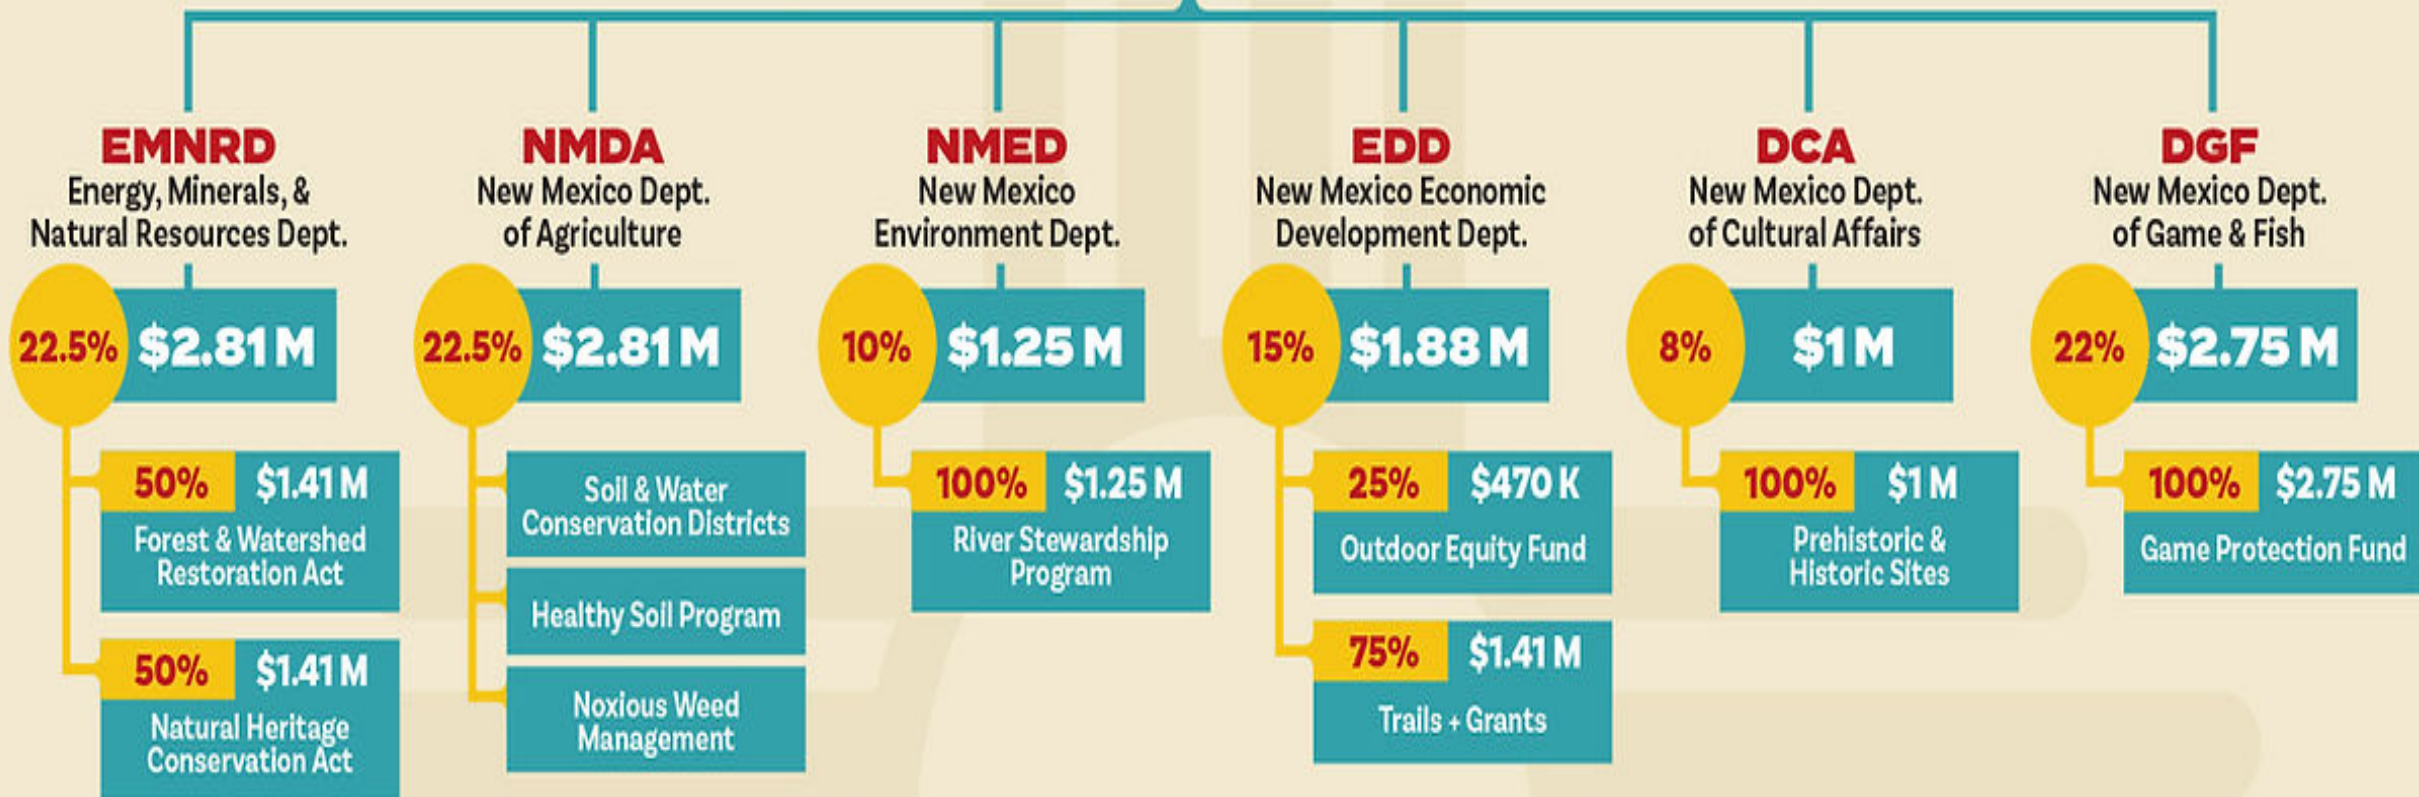 EMNRD
Energy, Minerals, &
Natural Resources Dept.
22.5% $2.81 M
50% $1.41 M
Forest & Watershed
Restoration Act
50% $1.41 M
Natural Heritage
Conservation Act
NMDA
New Mexico Dept.
of Agriculture
22.5% $2.81 M
Soil & Water
Conservation Districts
Healthy Soil Program
Noxious Weed
Management
NMED
New Mexico
Environment Dept.
10% $1.25 M
100% $1.25 M
River Stewardship
Program
EDD
New Mexico Economic
Development Dept.
15% $1.88 M
25% $470 K
Outdoor Equity Fund
75% $1.41 M
Trails + Grants
DCA
New Mexico Dept.
of Cultural Affairs
8% $1 M
100% $1 M
Prehistoric &
Historic Sites
DGF
New Mexico Dept.
of Game & Fish
22% $2.75 M
100% $2.75 M
Game Protection Fund